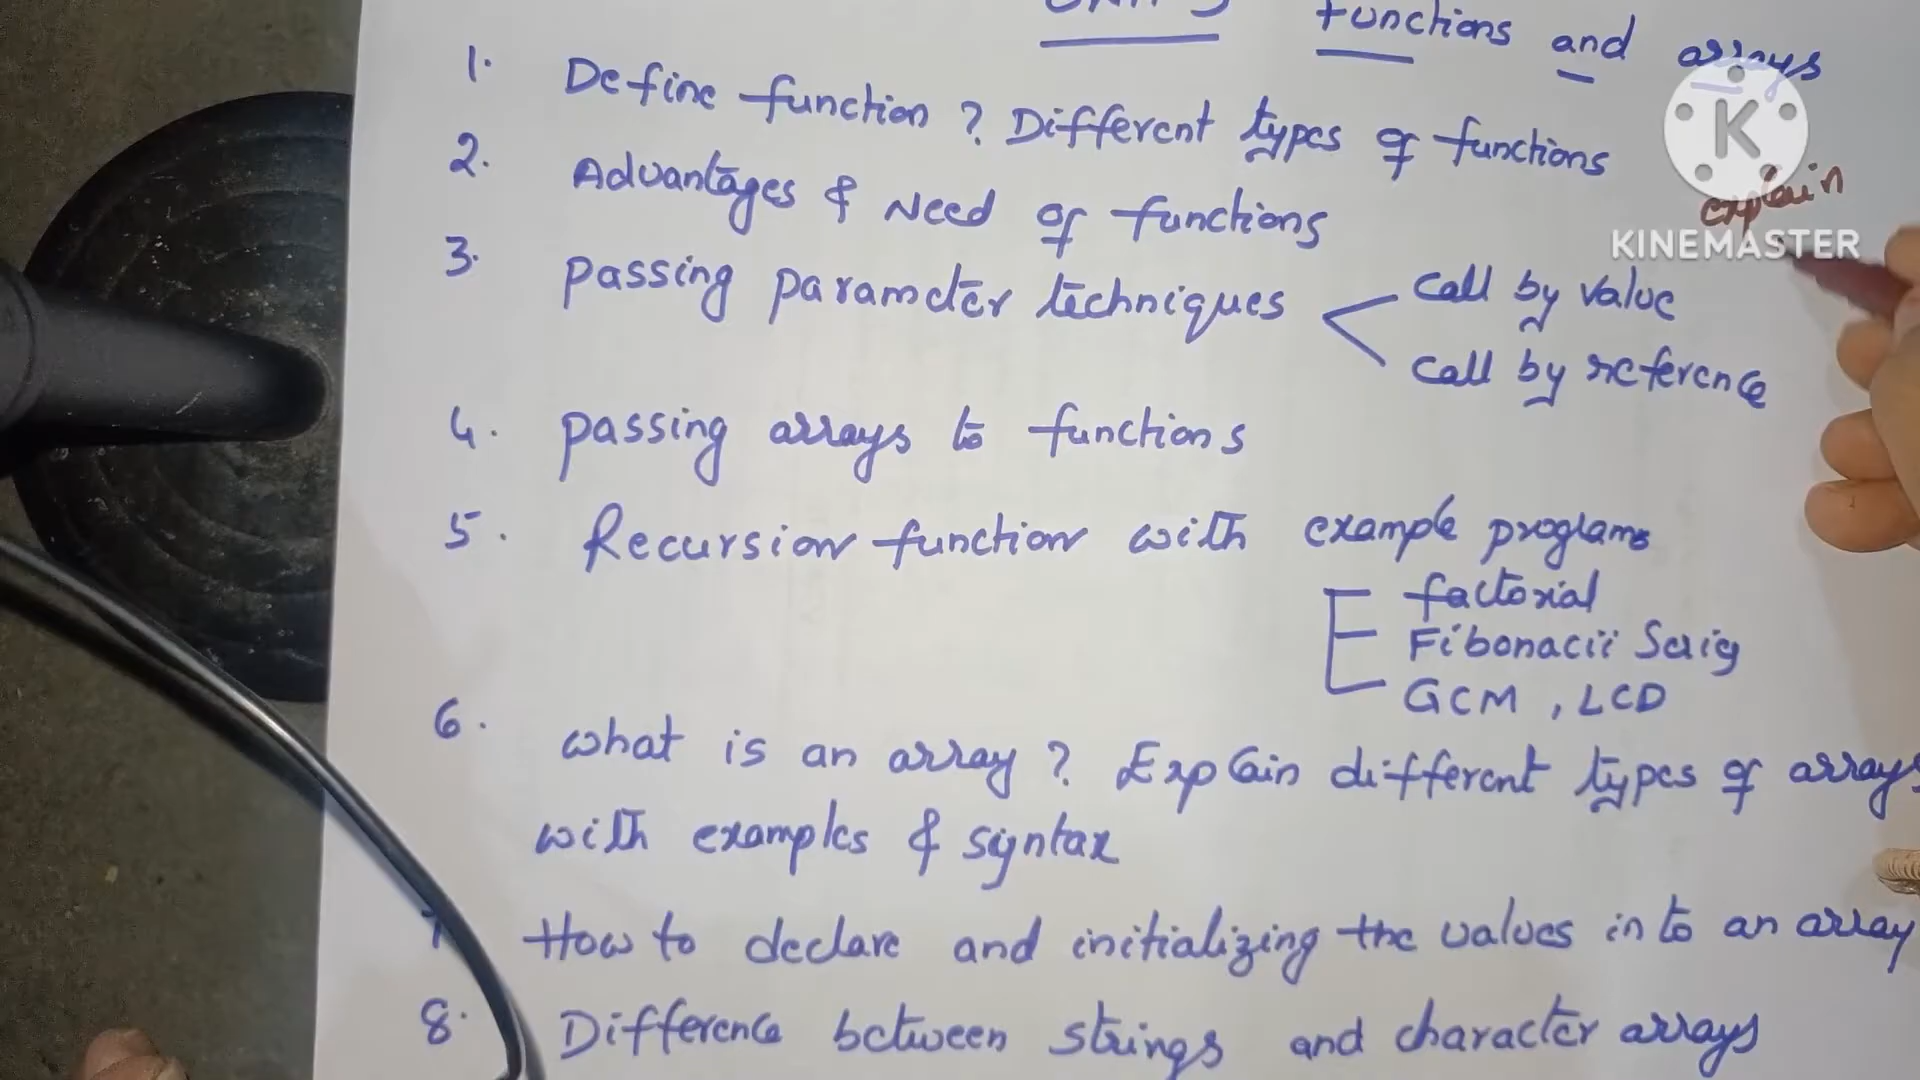 functions and arrays
1. Define function ? Different types of functions
explain
KINEMASTER
2. Advantages & Need of functions
3. passing parameter techniques
call by value
call by reference
4. passing arrays to functions
5. Recursion function with example programs
factorial
Fibonacii Series
GCM , LCD
6. what is an array ? Explain different types of arrays
with examples & syntax
How to declare and initializing the values in to an array
8. Difference between strings and character arrays